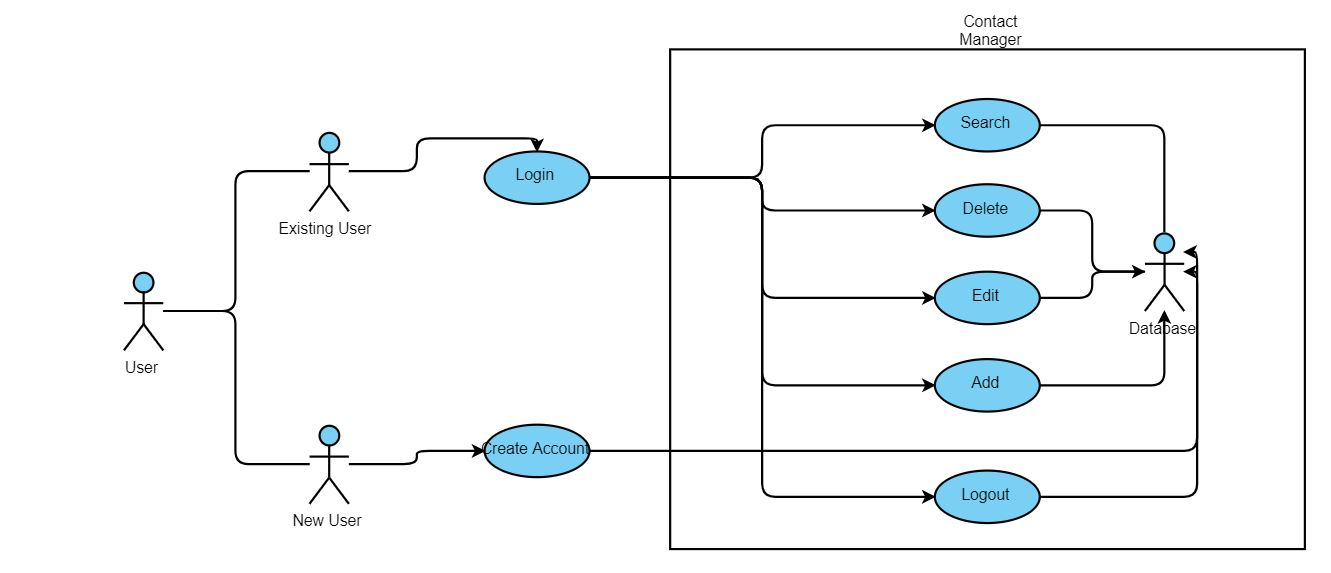 Contact
Manager
Search
Login
Delete
Existing User
Edit
Database
User
Add
Create Account
Logout
New User